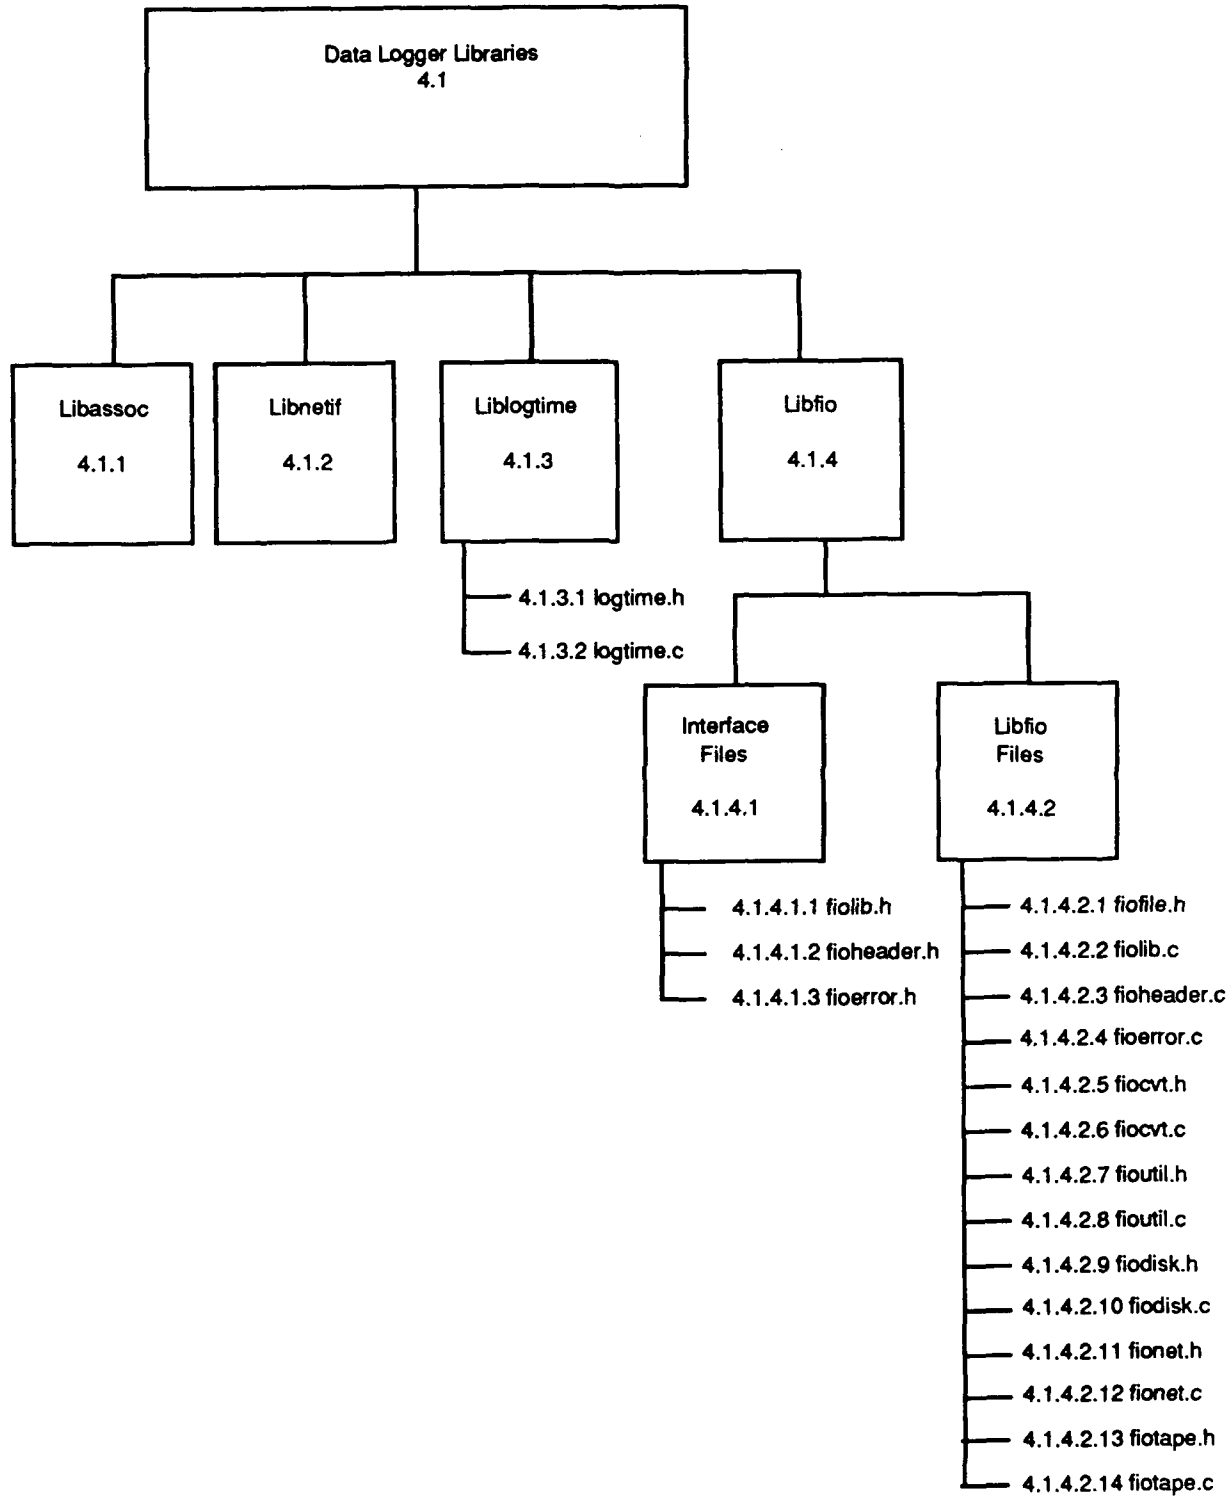 Data Logger Libraries
4.1
Libassoc
4.1.1
Libnetif
4.1.2
Liblogtime
4.1.3
Libfio
4.1.4
4.1.3.1 logtime.h
4.1.3.2 logtime.c
Interface
Files
4.1.4.1
Libfio
Files
4.1.4.2
4.1.4.1.1 fiolib.h
4.1.4.1.2 fioheader.h
4.1.4.1.3 fioerror.h
4.1.4.2.1 fiofile.h
4.1.4.2.2 fiolib.c
4.1.4.2.3 fioheader.c
4.1.4.2.4 fioerror.c
4.1.4.2.5 fiocvt.h
4.1.4.2.6 fiocvt.c
4.1.4.2.7 fioutil.h
4.1.4.2.8 fioutil.c
4.1.4.2.9 fiodisk.h
4.1.4.2.10 fiodisk.c
4.1.4.2.11 fionet.h
4.1.4.2.12 fionet.c
4.1.4.2.13 fiotape.h
4.1.4.2.14 fiotape.c